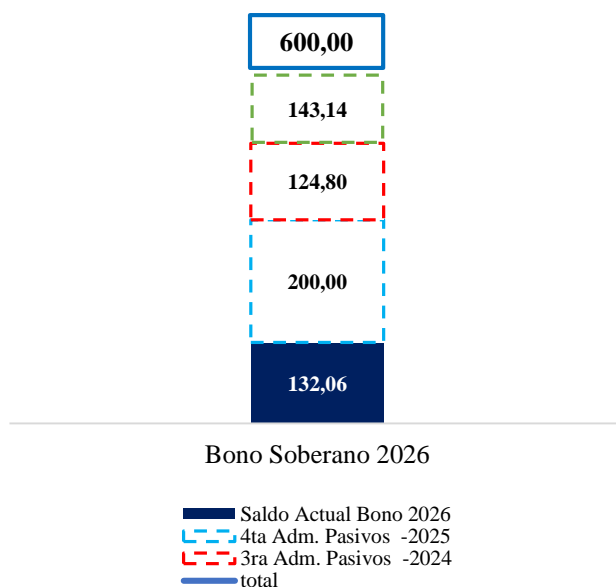 600,00
143,14
124,80
200,00
132,06
Bono Soberano 2026
Saldo Actual Bono 2026
4ta Adm. Pasivos -2025
3ra Adm. Pasivos -2024
total